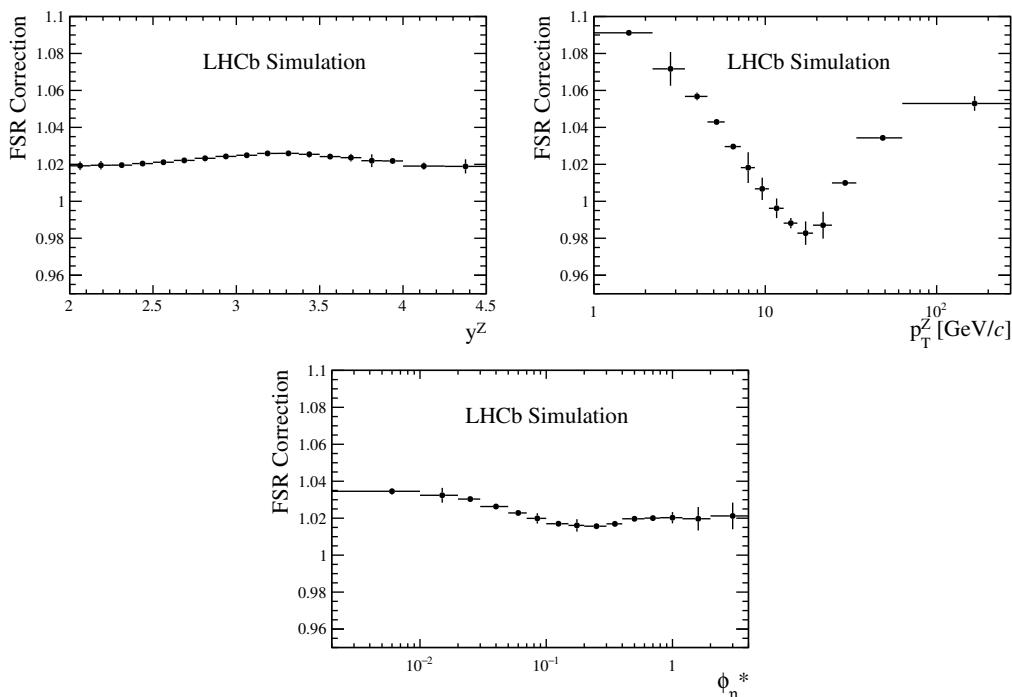 FSR Correction
1.1
1.08
1.06
1.04
1.02
1
0.98
0.96
LHCb Simulation
2 2.5 3 3.5 4 4.5
y^Z
FSR Correction
1.1
1.08
1.06
1.04
1.02
1
0.98
0.96
LHCb Simulation
1 10 10^2
p_T^Z [GeV/c]
FSR Correction
1.1
1.08
1.06
1.04
1.02
1
0.98
0.96
LHCb Simulation
10^-2 10^-1 1
ϕ_η*